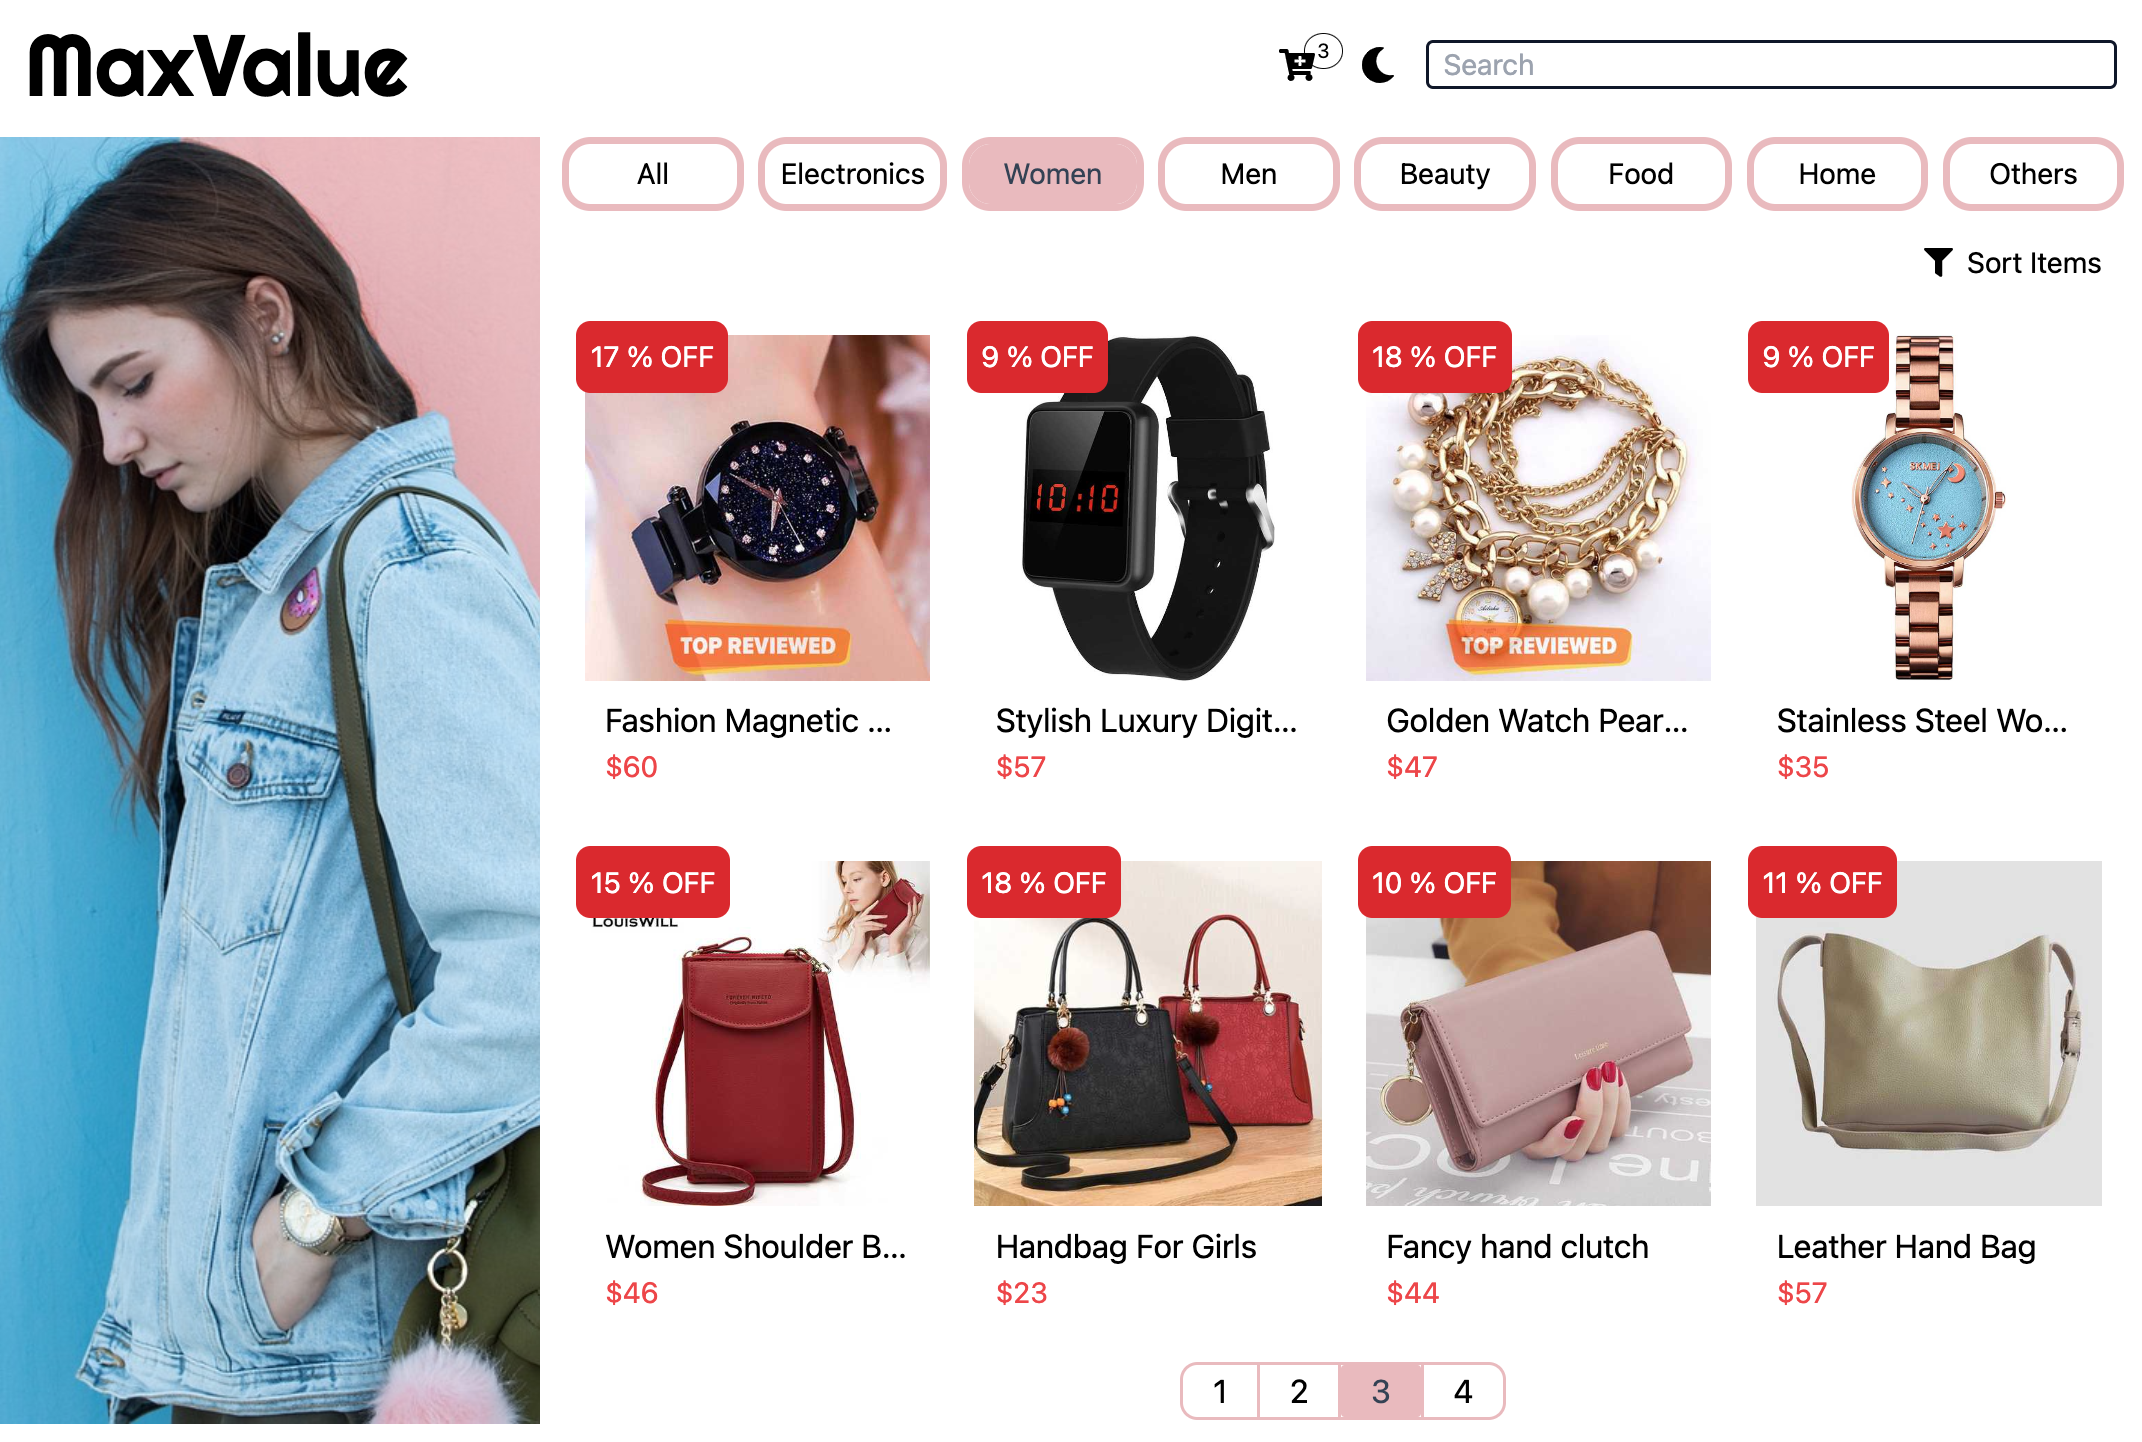 MaxValue
3
Search
All
Electronics
Women
Men
Beauty
Food
Home
Others
Sort Items
17 % OFF
9 % OFF
18 % OFF
9 % OFF
10:10
SKMEI
TOP REVIEWED
TOP REVIEWED
Fashion Magnetic ...
Stylish Luxury Digit...
Golden Watch Pear...
Stainless Steel Wo...
$60
$57
$47
$35
15 % OFF
18 % OFF
10 % OFF
11 % OFF
LouisWILL
Women Shoulder B...
Handbag For Girls
Fancy hand clutch
Leather Hand Bag
$46
$23
$44
$57
1
2
3
4